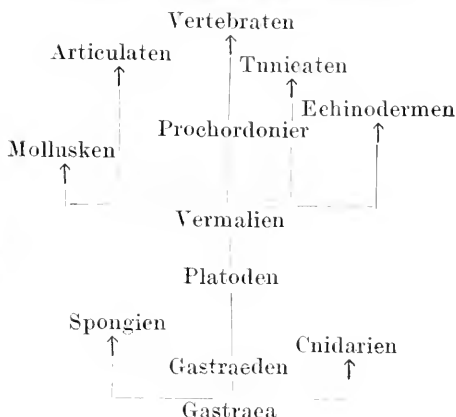 Vertebraten
Articulaten
Tunicaten
Echinodermen
Prochordonier
Mollusken
Vermalien
Platoden
Spongien
Cnidarien
Gastraeden
Gastraea